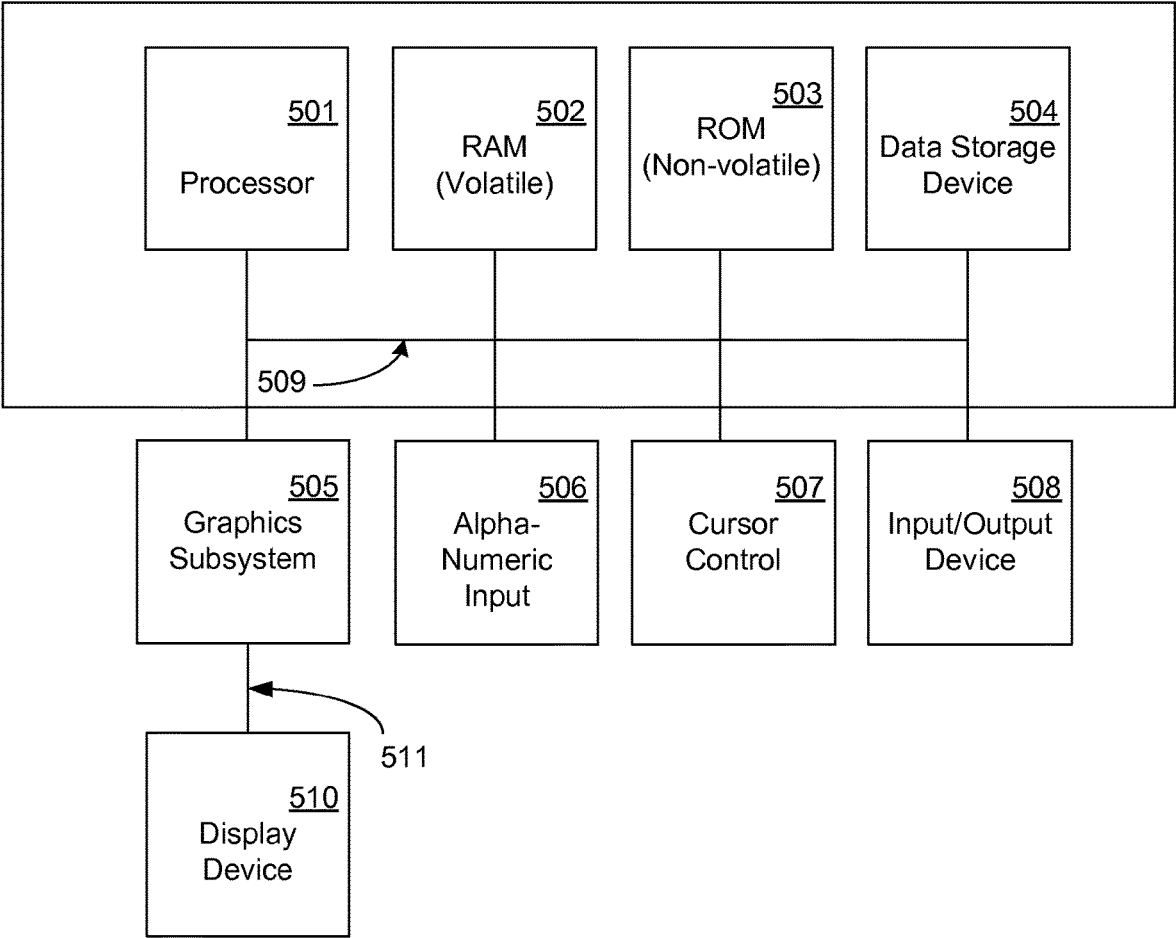 501
Processor
502
RAM
(Volatile)
503
ROM
(Non-volatile)
504
Data Storage
Device
509
505
Graphics
Subsystem
506
Alpha-
Numeric
Input
507
Cursor
Control
508
Input/Output
Device
511
510
Display
Device